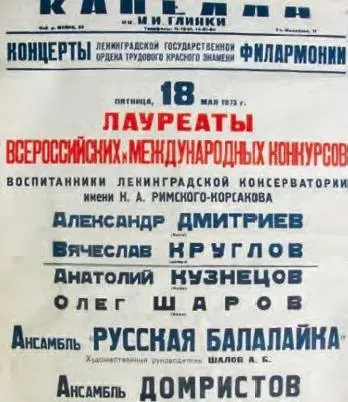 КАПЕЛЛА
им. М. И. ГЛИНКИ
КОНЦЕРТЫ ЛЕНИНГРАДСКОЙ ГОСУДАРСТВЕННОЙ ОРДЕНА ТРУДОВОГО КРАСНОГО ЗНАМЕНИ ФИЛАРМОНИИ
ПЯТНИЦА, 18 МАЯ 1973 г.
ЛАУРЕАТЫ
ВСЕРОССИЙСКИХ и МЕЖДУНАРОДНЫХ КОНКУРСОВ
ВОСПИТАННИКИ ЛЕНИНГРАДСКОЙ КОНСЕРВАТОРИИ
ИМЕНИ Н. А. РИМСКОГО-КОРСАКОВА
АЛЕКСАНДР ДМИТРИЕВ
ВЯЧЕСЛАВ КРУГЛОВ
АНАТОЛИЙ КУЗНЕЦОВ
ОЛЕГ ШАРОВ
АНСАМБЛЬ "РУССКАЯ БАЛАЛАЙКА"
Художественный руководитель ШАЛОВ А. Б.
АНСАМБЛЬ ДОМРИСТОВ